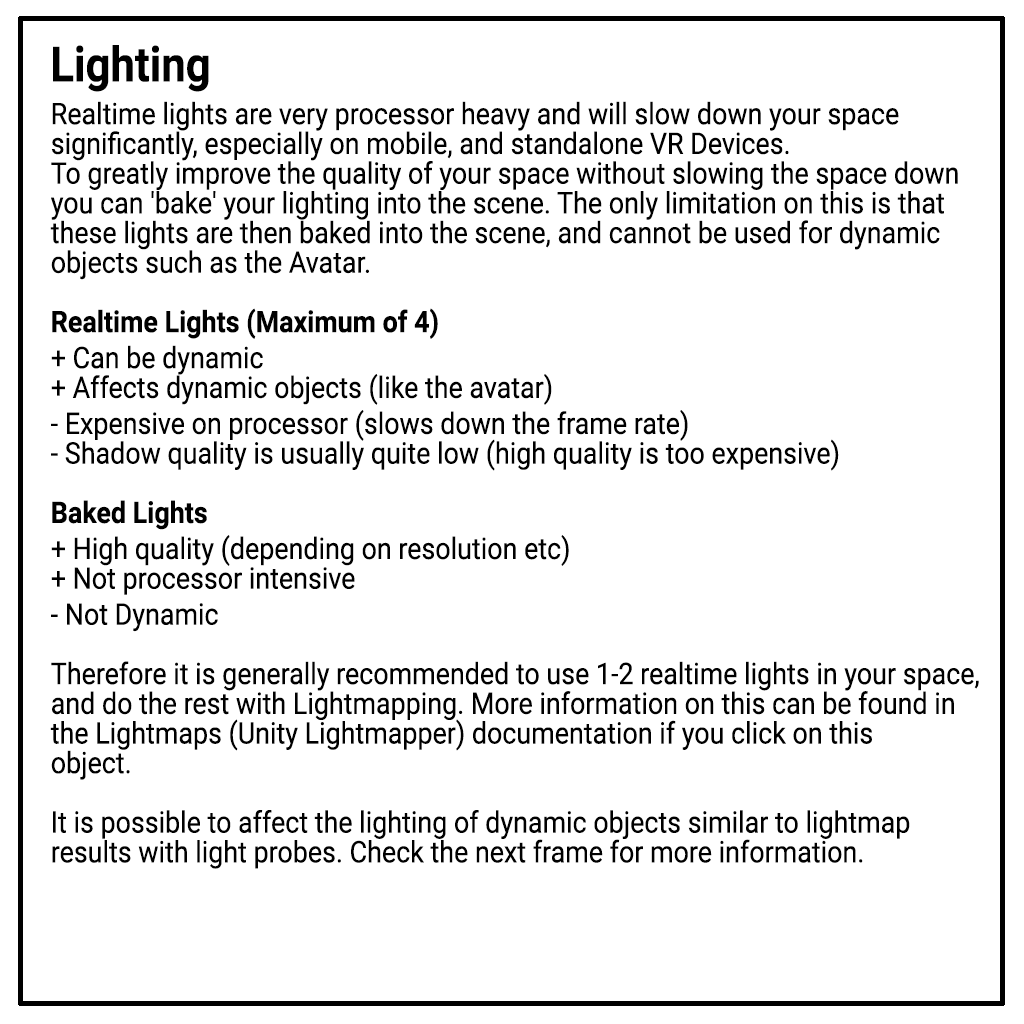 Lighting
Realtime lights are very processor heavy and will slow down your space
significantly, especially on mobile, and standalone VR Devices.
To greatly improve the quality of your space without slowing the space down
you can 'bake' your lighting into the scene. The only limitation on this is that
these lights are then baked into the scene, and cannot be used for dynamic
objects such as the Avatar.
Realtime Lights (Maximum of 4)
+ Can be dynamic
+ Affects dynamic objects (like the avatar)
- Expensive on processor (slows down the frame rate)
- Shadow quality is usually quite low (high quality is too expensive)
Baked Lights
+ High quality (depending on resolution etc)
+ Not processor intensive
- Not Dynamic
Therefore it is generally recommended to use 1-2 realtime lights in your space,
and do the rest with Lightmapping. More information on this can be found in
the Lightmaps (Unity Lightmapper) documentation if you click on this
object.
It is possible to affect the lighting of dynamic objects similar to lightmap
results with light probes. Check the next frame for more information.